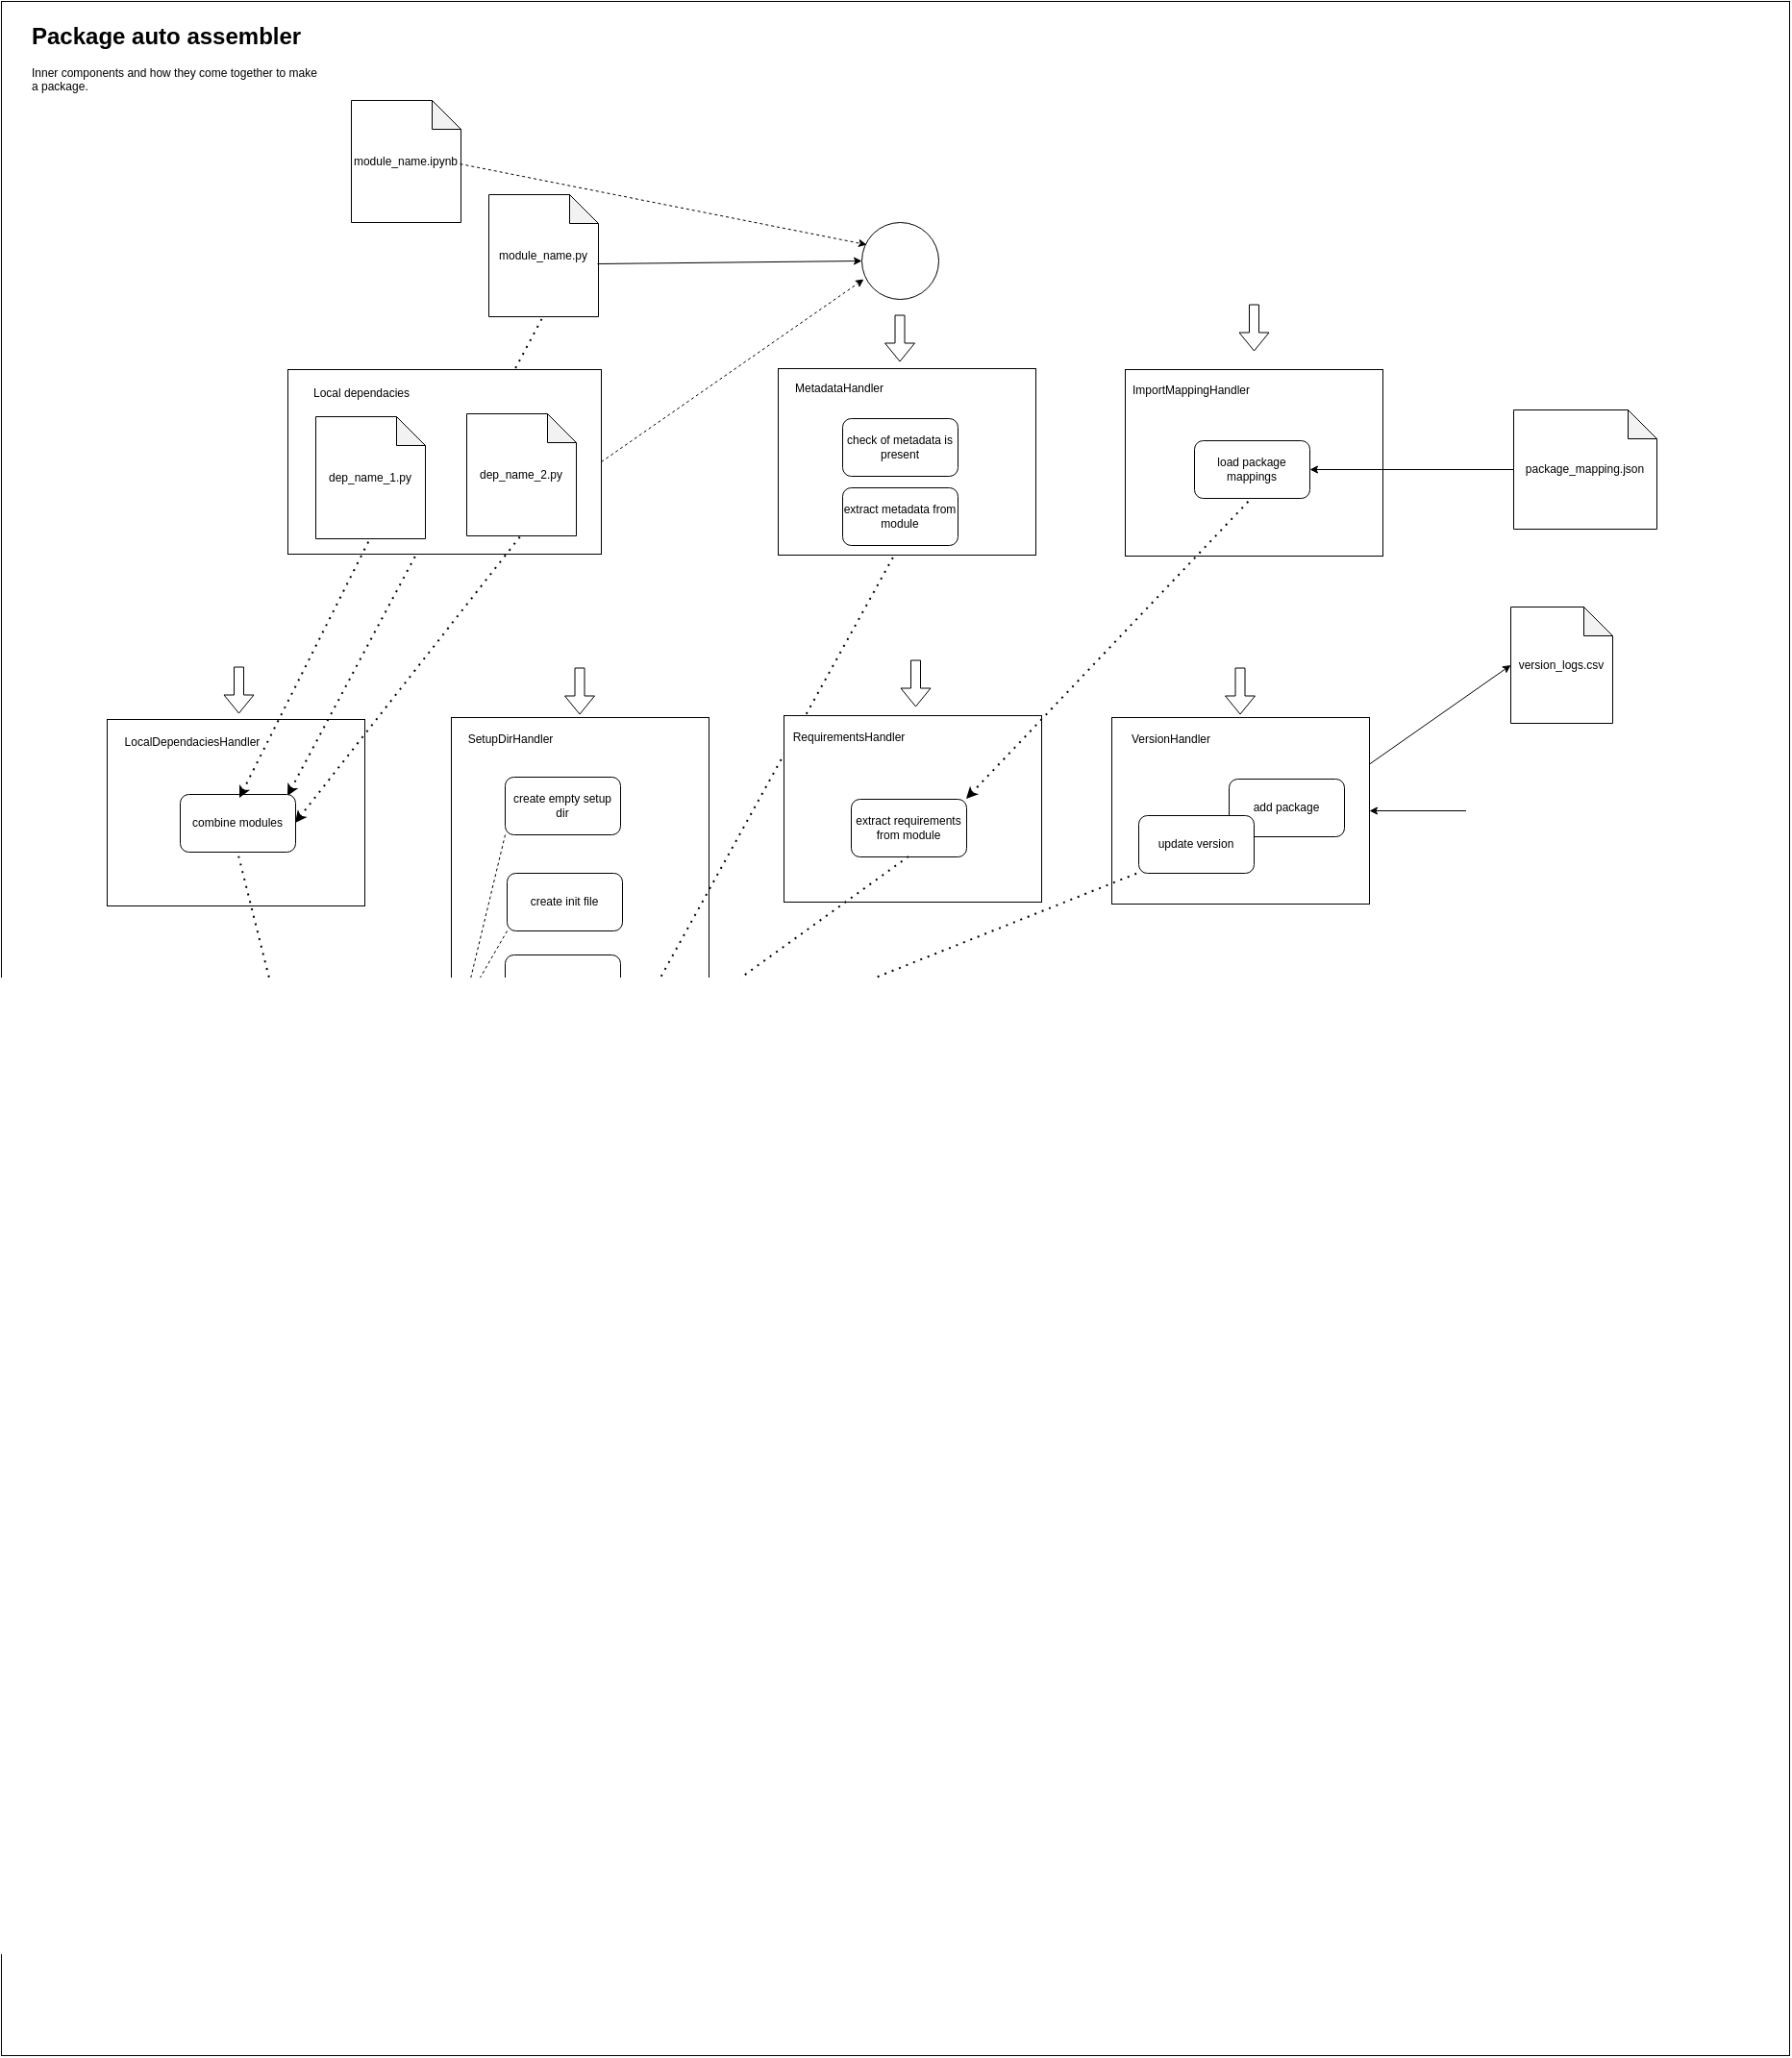 Package auto assembler
Inner components and how they come together to make
a package.
module_name.ipynb
module_name.py
Local dependacies
dep_name_1.py
dep_name_2.py
MetadataHandler
check of metadata is
present
extract metadata from
module
ImportMappingHandler
load package
mappings
package_mapping.json
version_logs.csv
LocalDependaciesHandler
combine modules
SetupDirHandler
create empty setup
dir
create init file
RequirementsHandler
extract requirements
from module
VersionHandler
add package
update version